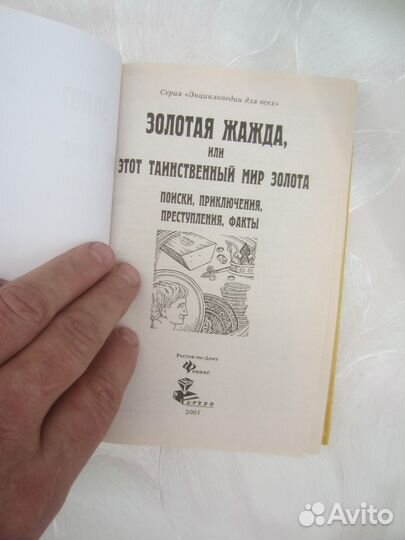 Серия «Энциклопедии для всех»
ЗОЛОТАЯ ЖАЖДА,
ИЛИ
ЭТОТ ТАИНСТВЕННЫЙ МИР ЗОЛОТА
ПОИСКИ, ПРИКЛЮЧЕНИЯ,
ПРЕСТУПЛЕНИЯ, ФАКТЫ
Ростов-на-Дону
Феникс
КРЕДО
2007
Avito